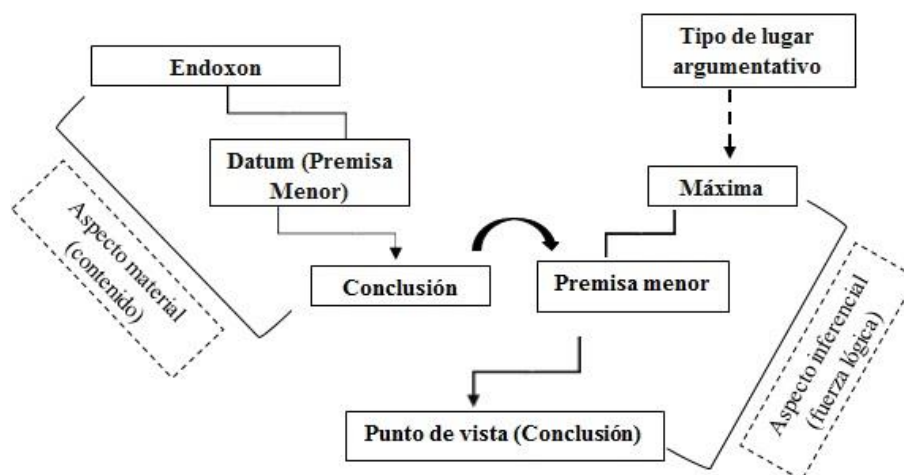 Tipo de lugar
argumentativo
Endoxon
Datum (Premisa
Menor)
Máxima
Aspecto material
(contenido)
Conclusión
Premisa menor
Aspecto inferencial
(fuerza lógica)
Punto de vista (Conclusión)